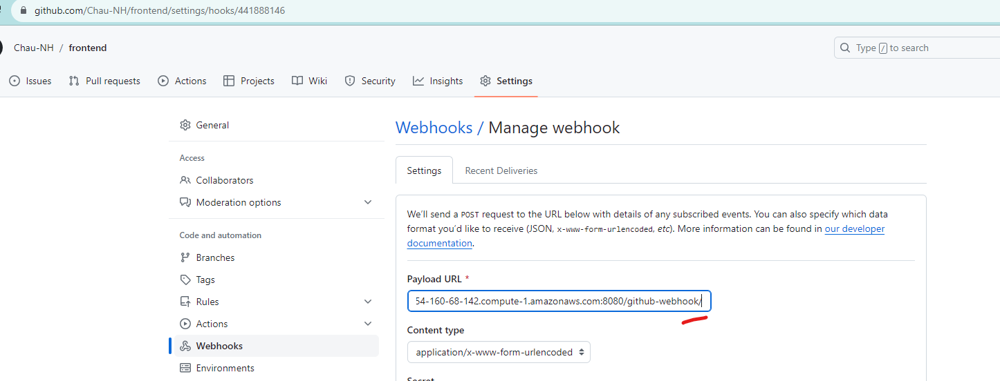 github.com/Chau-NH/frontend/settings/hooks/441888146
Chau-NH / frontend
Type / to search
Issues Pull requests Actions Projects Wiki Security Insights Settings
General
Access
Collaborators
Moderation options
Code and automation
Branches
Tags
Rules
Actions
Webhooks
Environments
Webhooks / Manage webhook
Settings Recent Deliveries
We'll send a POST request to the URL below with details of any subscribed events. You can also specify which data
format you'd like to receive (JSON, x-www-form-urlencoded, etc). More information can be found in our developer
documentation.
Payload URL *
54-160-68-142.compute-1.amazonaws.com:8080/github-webhook/
Content type
application/x-www-form-urlencoded